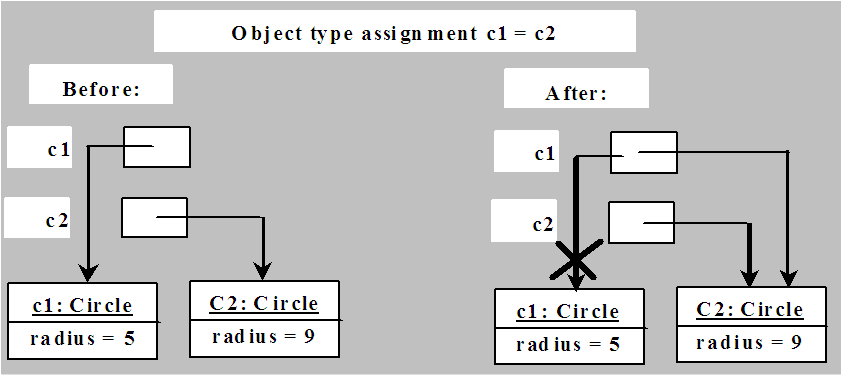 Object type assignment c1 = c2
Before:
After:
c1
c1
c2
c2
c1: Circle
radius = 5
C2: Circle
radius = 9
c1: Circle
radius = 5
C2: Circle
radius = 9